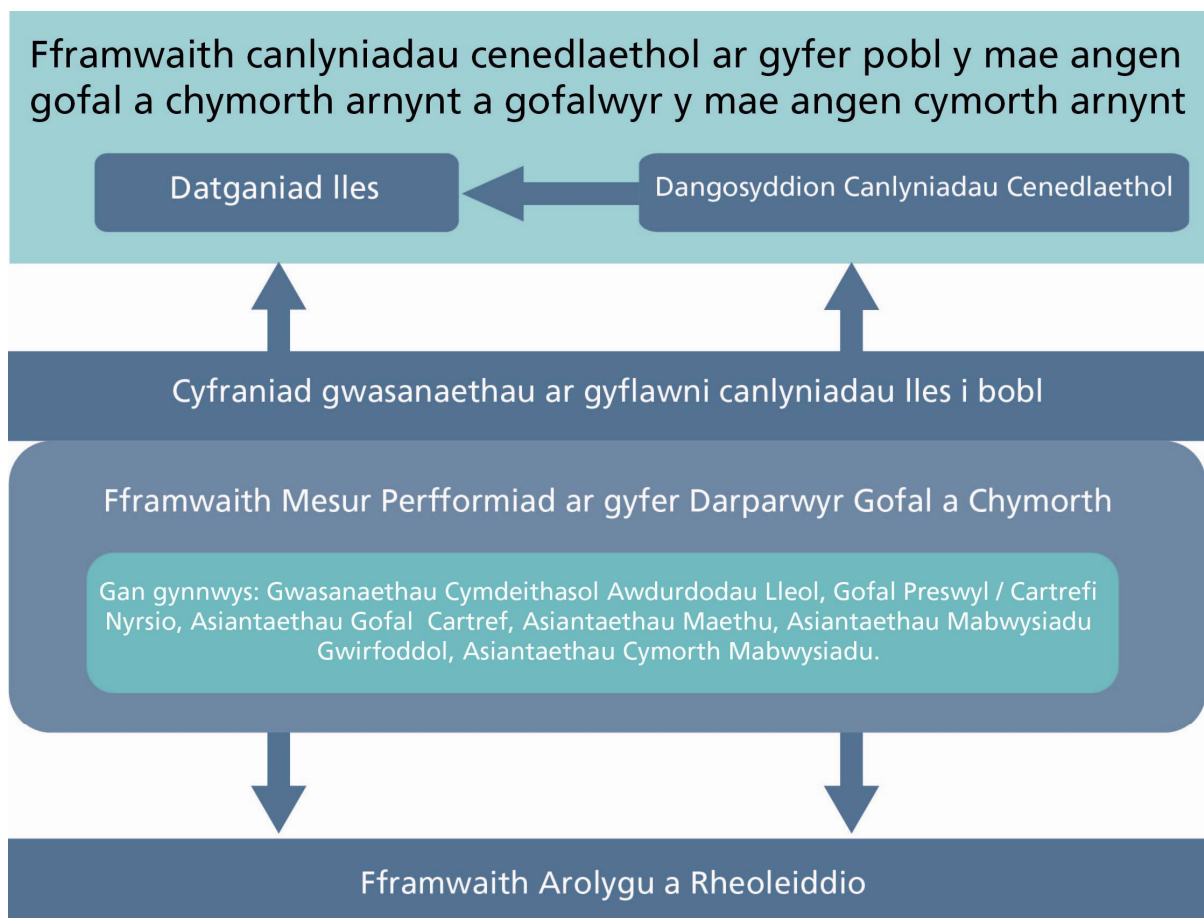 Fframwaith canlyniadau cenedlaethol ar gyfer pobl y mae angen
gofal a chymorth arnynt a gofalwyr y mae angen cymorth arnynt
Datganiad lles
Dangosyddion Canlyniadau Cenedlaethol
Cyfraniad gwasanaethau ar gyflawni canlyniadau lles i bobl
Fframwaith Mesur Perfformiad ar gyfer Darparwyr Gofal a Chymorth
Gan gynnwys: Gwasanaethau Cymdeithasol Awdurdodau Lleol, Gofal Preswyl / Cartrefi
Nyrsio, Asiantaethau Gofal Cartref, Asiantaethau Maethu, Asiantaethau Mabwysiadu
Gwirfoddol, Asiantaethau Cymorth Mabwysiadu.
Fframwaith Arolygu a Rheoleiddio